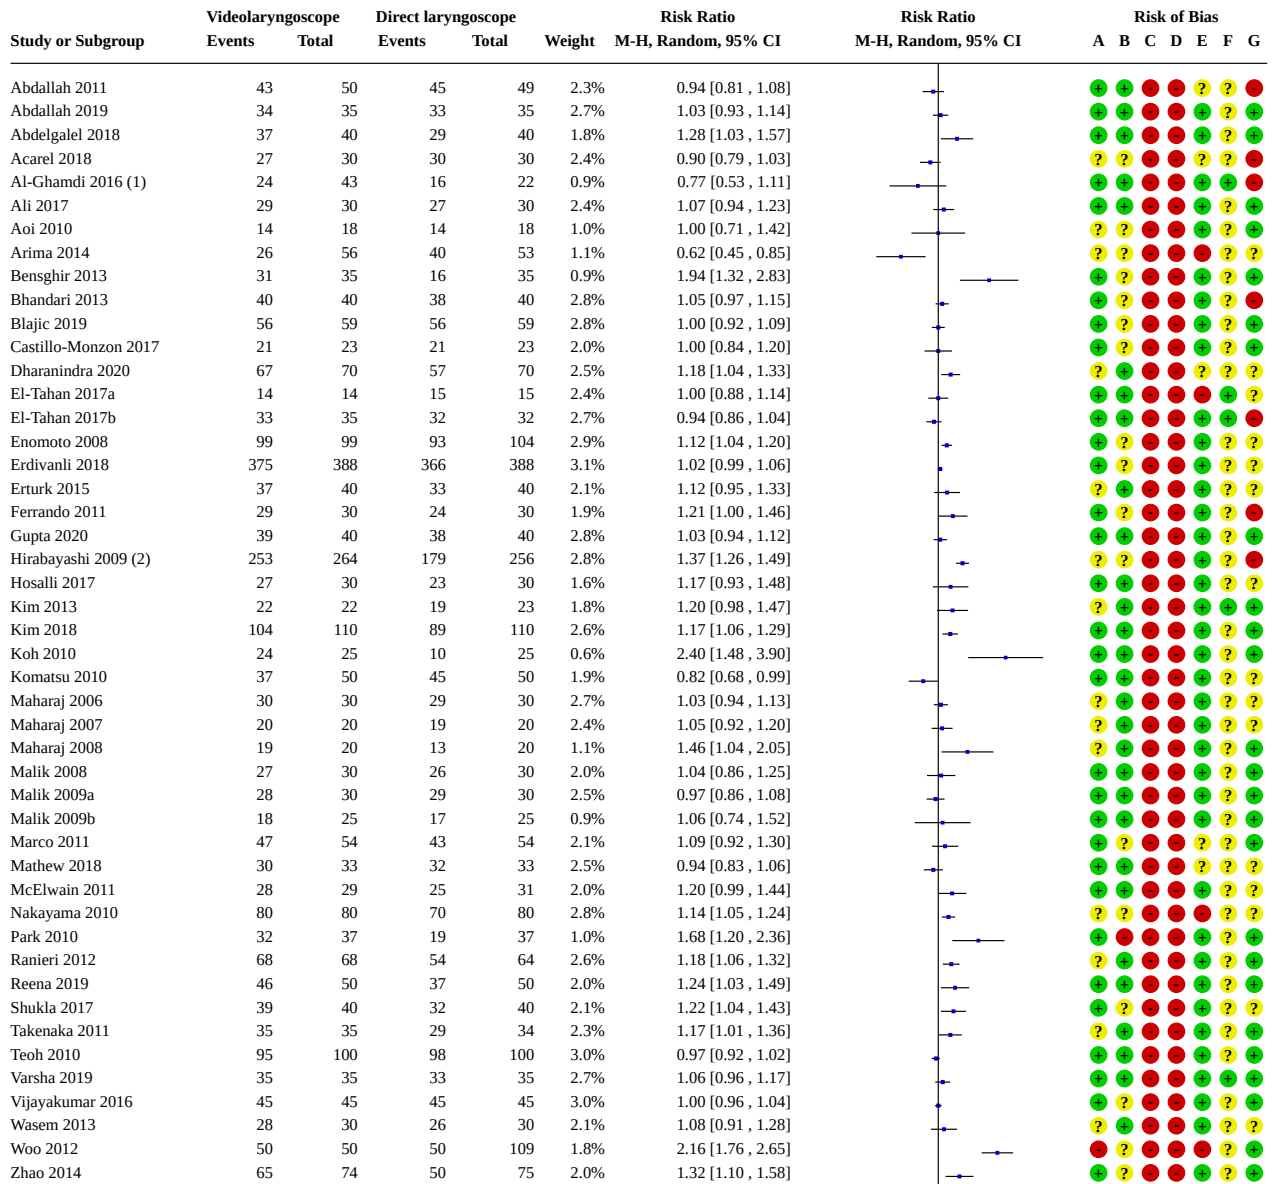 Videolaryngoscope Direct laryngoscope Risk Ratio Risk Ratio Risk of Bias
Study or Subgroup Events Total Events Total Weight M-H, Random, 95% CI M-H, Random, 95% CI A B C D E F G
Abdallah 2011 43 50 45 49 2.3% 0.94 [0.81 , 1.08] + + - - ? ? -
Abdallah 2019 34 35 33 35 2.7% 1.03 [0.93 , 1.14] + + - - + ? +
Abdelgalel 2018 37 40 29 40 1.8% 1.28 [1.03 , 1.57] + + - - + ? +
Acarel 2018 27 30 30 30 2.4% 0.90 [0.79 , 1.03] ? ? - - ? ? -
Al-Ghamdi 2016 (1) 24 43 16 22 0.9% 0.77 [0.53 , 1.11] + + - - + + -
Ali 2017 29 30 27 30 2.4% 1.07 [0.94 , 1.23] + + - - + ? +
Aoi 2010 14 18 14 18 1.0% 1.00 [0.71 , 1.42] ? ? - - + ? +
Arima 2014 26 56 40 53 1.1% 0.62 [0.45 , 0.85] ? ? - - - ? ?
Bensghir 2013 31 35 16 35 0.9% 1.94 [1.32 , 2.83] + ? - - + ? +
Bhandari 2013 40 40 38 40 2.8% 1.05 [0.97 , 1.15] + ? - - + ? -
Blajic 2019 56 59 56 59 2.8% 1.00 [0.92 , 1.09] + ? - - + ? +
Castillo-Monzon 2017 21 23 21 23 2.0% 1.00 [0.84 , 1.20] + ? - - + ? +
Dharanindra 2020 67 70 57 70 2.5% 1.18 [1.04 , 1.33] ? + - - ? ? ?
El-Tahan 2017a 14 14 15 15 2.4% 1.00 [0.88 , 1.14] + + - - - + ?
El-Tahan 2017b 33 35 32 32 2.7% 0.94 [0.86 , 1.04] + + - - + + -
Enomoto 2008 99 99 93 104 2.9% 1.12 [1.04 , 1.20] + ? - - + ? ?
Erdivanli 2018 375 388 366 388 3.1% 1.02 [0.99 , 1.06] + ? - - + ? ?
Erturk 2015 37 40 33 40 2.1% 1.12 [0.95 , 1.33] ? + - - + ? ?
Ferrando 2011 29 30 24 30 1.9% 1.21 [1.00 , 1.46] + ? - - + ? -
Gupta 2020 39 40 38 40 2.8% 1.03 [0.94 , 1.12] + + - - + ? +
Hirabayashi 2009 (2) 253 264 179 256 2.8% 1.37 [1.26 , 1.49] ? ? - - + ? -
Hosalli 2017 27 30 23 30 1.6% 1.17 [0.93 , 1.48] + + - - + ? ?
Kim 2013 22 22 19 23 1.8% 1.20 [0.98 , 1.47] ? + - - + + +
Kim 2018 104 110 89 110 2.6% 1.17 [1.06 , 1.29] + + - - + ? +
Koh 2010 24 25 10 25 0.6% 2.40 [1.48 , 3.90] + + - - + ? +
Komatsu 2010 37 50 45 50 1.9% 0.82 [0.68 , 0.99] + + - - + ? ?
Maharaj 2006 30 30 29 30 2.7% 1.03 [0.94 , 1.13] ? + - - + ? ?
Maharaj 2007 20 20 19 20 2.4% 1.05 [0.92 , 1.20] ? + - - + ? ?
Maharaj 2008 19 20 13 20 1.1% 1.46 [1.04 , 2.05] ? + - - + ? +
Malik 2008 27 30 26 30 2.0% 1.04 [0.86 , 1.25] + + - - + ? +
Malik 2009a 28 30 29 30 2.5% 0.97 [0.86 , 1.08] + + - - + ? +
Malik 2009b 18 25 17 25 0.9% 1.06 [0.74 , 1.52] + + - - + ? +
Marco 2011 47 54 43 54 2.1% 1.09 [0.92 , 1.30] + ? - - ? ? +
Mathew 2018 30 33 32 33 2.5% 0.94 [0.83 , 1.06] + + - - ? ? ?
McElwain 2011 28 29 25 31 2.0% 1.20 [0.99 , 1.44] + + - - + ? ?
Nakayama 2010 80 80 70 80 2.8% 1.14 [1.05 , 1.24] ? ? - - - ? ?
Park 2010 32 37 19 37 1.0% 1.68 [1.20 , 2.36] + - - - + ? +
Ranieri 2012 68 68 54 64 2.6% 1.18 [1.06 , 1.32] ? + - - + ? +
Reena 2019 46 50 37 50 2.0% 1.24 [1.03 , 1.49] + + - - + ? +
Shukla 2017 39 40 32 40 2.1% 1.22 [1.04 , 1.43] + ? - - + ? ?
Takenaka 2011 35 35 29 34 2.3% 1.17 [1.01 , 1.36] ? + - - + ? +
Teoh 2010 95 100 98 100 3.0% 0.97 [0.92 , 1.02] + + - - + ? +
Varsha 2019 35 35 33 35 2.7% 1.06 [0.96 , 1.17] + + - - + + +
Vijayakumar 2016 45 45 45 45 3.0% 1.00 [0.96 , 1.04] + ? - - + ? +
Wasem 2013 28 30 26 30 2.1% 1.08 [0.91 , 1.28] ? + - - + ? ?
Woo 2012 50 50 50 109 1.8% 2.16 [1.76 , 2.65] - ? - - - ? +
Zhao 2014 65 74 50 75 2.0% 1.32 [1.10 , 1.58] + ? - - + ? +